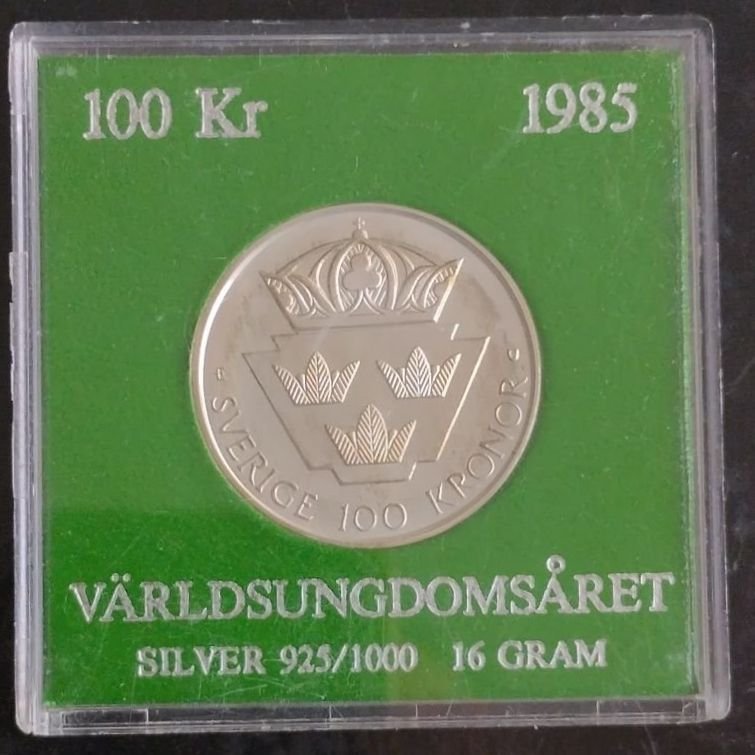 100 Kr 1985
SVERIGE 100 KRONOR
VÄRLDSUNGDOMSÅRET
SILVER 925/1000 16 GRAM